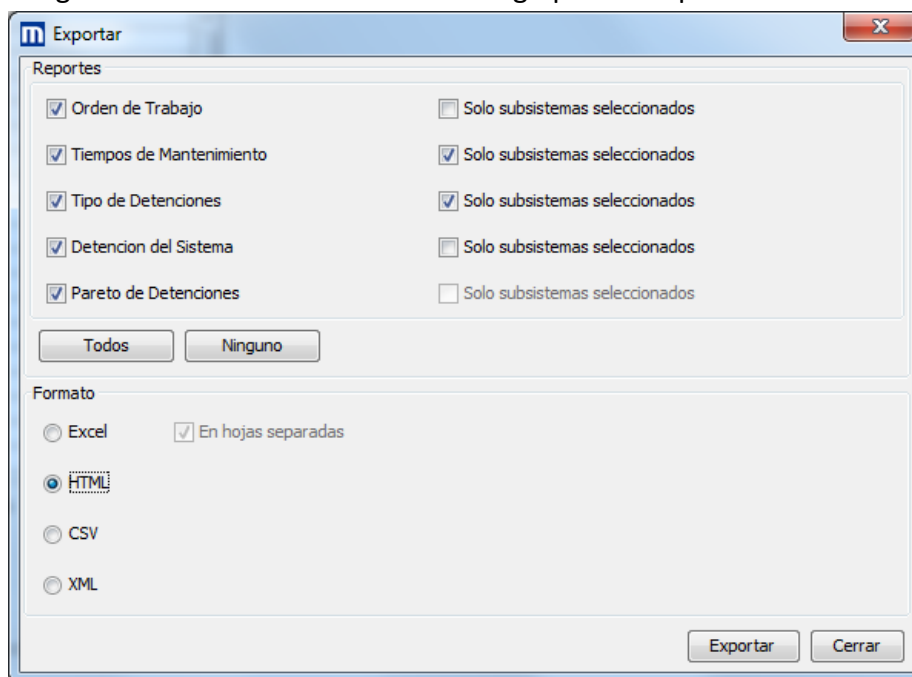 Exportar
Reportes
Orden de Trabajo Solo subsistemas seleccionados
Tiempos de Mantenimiento Solo subsistemas seleccionados
Tipo de Detenciones Solo subsistemas seleccionados
Detencion del Sistema Solo subsistemas seleccionados
Pareto de Detenciones Solo subsistemas seleccionados
Todos Ninguno
Formato
Excel En hojas separadas
HTML
CSV
XML
Exportar Cerrar